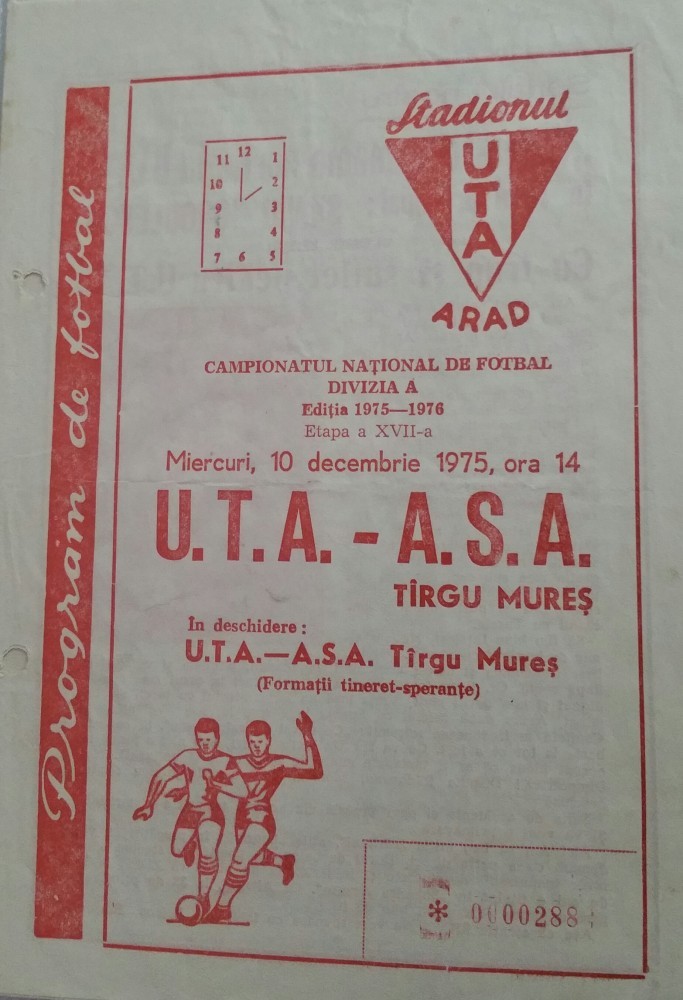 Program de fotbal
Stadionul
UTA
ARAD
11 12 1
10 2
9 3
8 4
7 6 5
CAMPIONATUL NAȚIONAL DE FOTBAL
DIVIZIA A
Ediția 1975—1976
Etapa a XVII-a
Miercuri, 10 decembrie 1975, ora 14
U.T.A. - A.S.A.
TÎRGU MUREȘ
În deschidere :
U.T.A.—A.S.A. Tîrgu Mureș
(Formații tineret-speranțe)
* 0000288